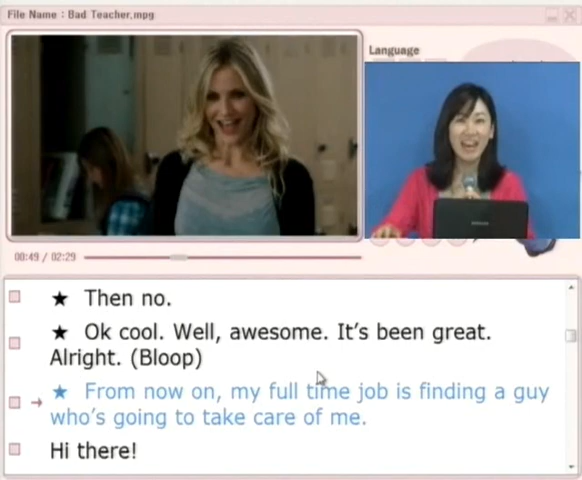 File Name : Bad Teacher.mpg
Language
00:49 / 02:29
★ Then no.
★ Ok cool. Well, awesome. It's been great.
Alright. (Bloop)
→ ★ From now on, my full time job is finding a guy
who's going to take care of me.
Hi there!